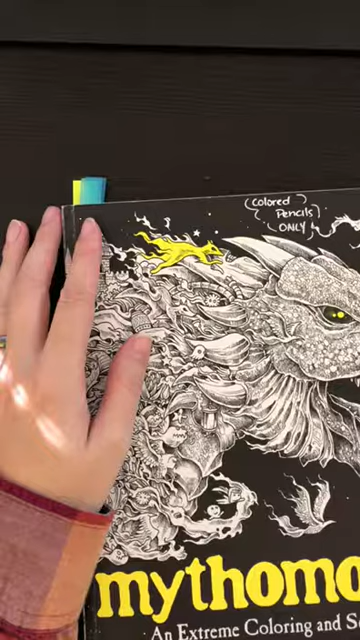 Colored
Pencils
ONLY
mythomo
An Extreme Coloring and S